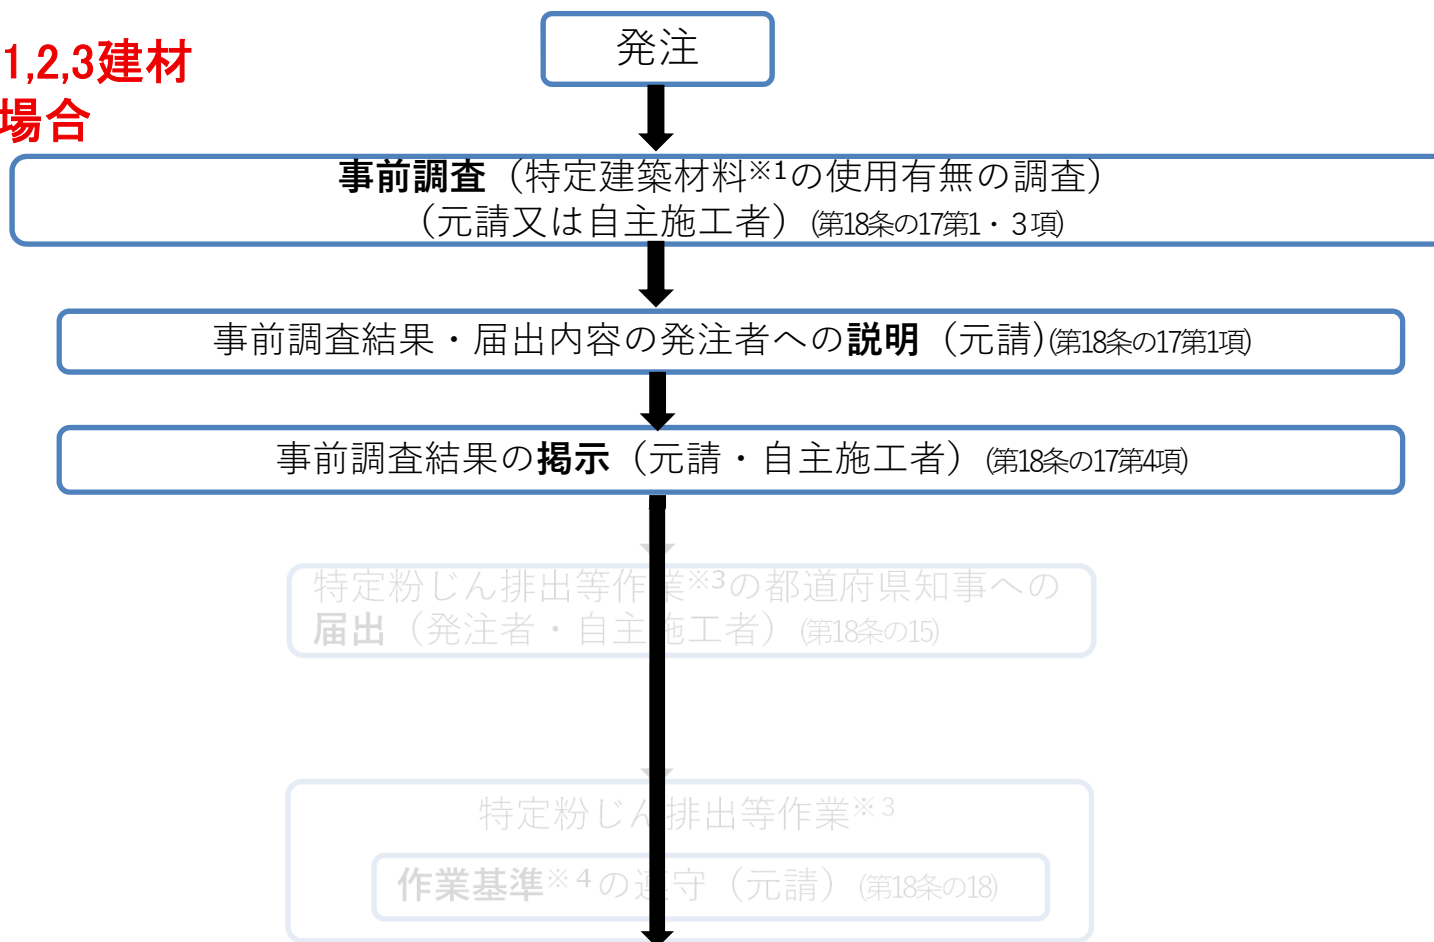 発注
1,2,3建材
場合
事前調査（特定建築材料※1の使用有無の調査）
（元請又は自主施工者）(第18条の17第1・３項)
事前調査結果・届出内容の発注者への説明（元請)(第18条の17第1項)
事前調査結果の掲示（元請・自主施工者）(第18条の17第4項)
特定粉じん排出等作業※3の都道府県知事への
届出（発注者・自主施工者）(第18条の15)
特定粉じん排出等作業※３
作業基準※４の遵守（元請）(第18条の18)